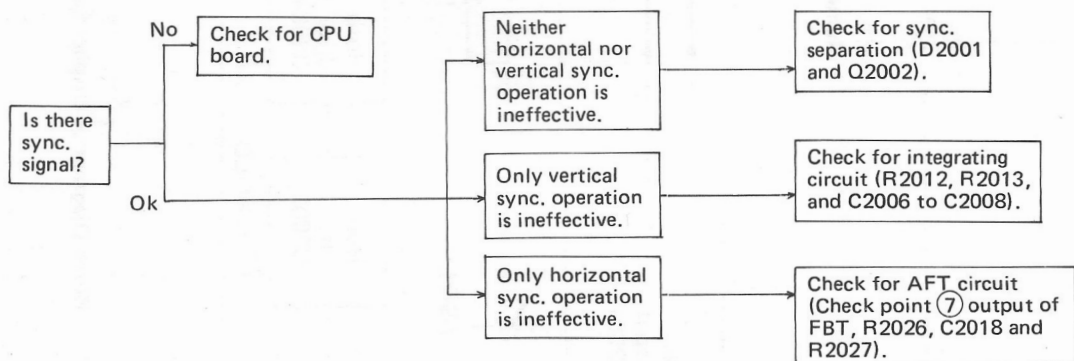 No
Check for CPU
board.
Is there
sync.
signal?
Ok
Neither
horizontal nor
vertical sync.
operation is
ineffective.
Check for sync.
separation (D2001
and Q2002).
Only vertical
sync. operation
is ineffective.
Check for integrating
circuit (R2012, R2013,
and C2006 to C2008).
Only horizontal
sync. operation
is ineffective.
Check for AFT circuit
(Check point ⑦ output of
FBT, R2026, C2018 and
R2027).